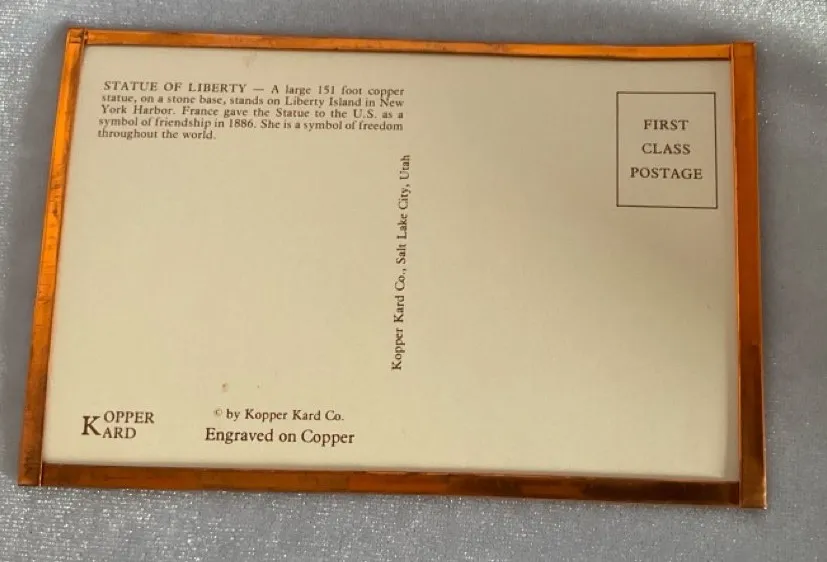 STATUE OF LIBERTY — A large 151 foot copper
statue, on a stone base, stands on Liberty Island in New
York Harbor. France gave the Statue to the U.S. as a
symbol of friendship in 1886. She is a symbol of freedom
throughout the world.
FIRST
CLASS
POSTAGE
Kopper Kard Co., Salt Lake City, Utah
KOPPER
KARD
© by Kopper Kard Co.
Engraved on Copper